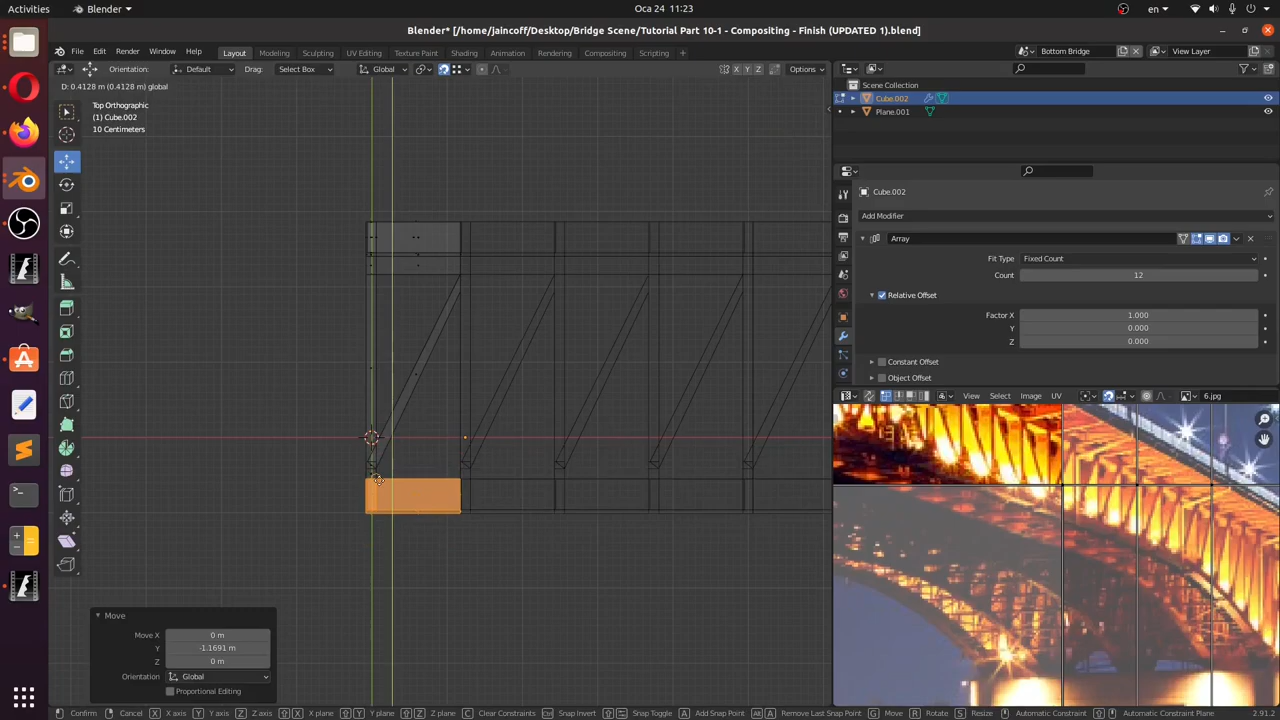 Activities
Blender
Oca 24 11:23
en
Blender* [/home/jaincoff/Desktop/Bridge Scene/Tutorial Part 10-1 - Compositing - Finish (UPDATED 1).blend]
File Edit Render Window Help
Layout Modeling Sculpting UV Editing Texture Paint Shading Animation Rendering Compositing Scripting
Bottom Bridge
View Layer
Orientation: Default Drag: Select Box Global X Y Z Options
D: 0.4128 m (0.4128 m) global
Top Orthographic
(1) Cube.002
10 Centimeters
Scene Collection
Cube.002
Plane.001
Cube.002
Add Modifier
Array
Fit Type Fixed Count
Count 12
Relative Offset
Factor X 1.000
Y 0.000
Z 0.000
Constant Offset
Object Offset
View Select Image UV 6.jpg
Move
Move X 0 m
Y -1.1691 m
Z 0 m
Orientation Global
Proportional Editing
Confirm Cancel X X axis Y Y axis Z Z axis X X plane Y Y plane Z Z plane C Clear Constraints Snap Invert Snap Toggle A Add Snap Point A Remove Last Snap Point G Move R Rotate S Resize Automatic Constraint Automatic Constraint Plane 2.91.2